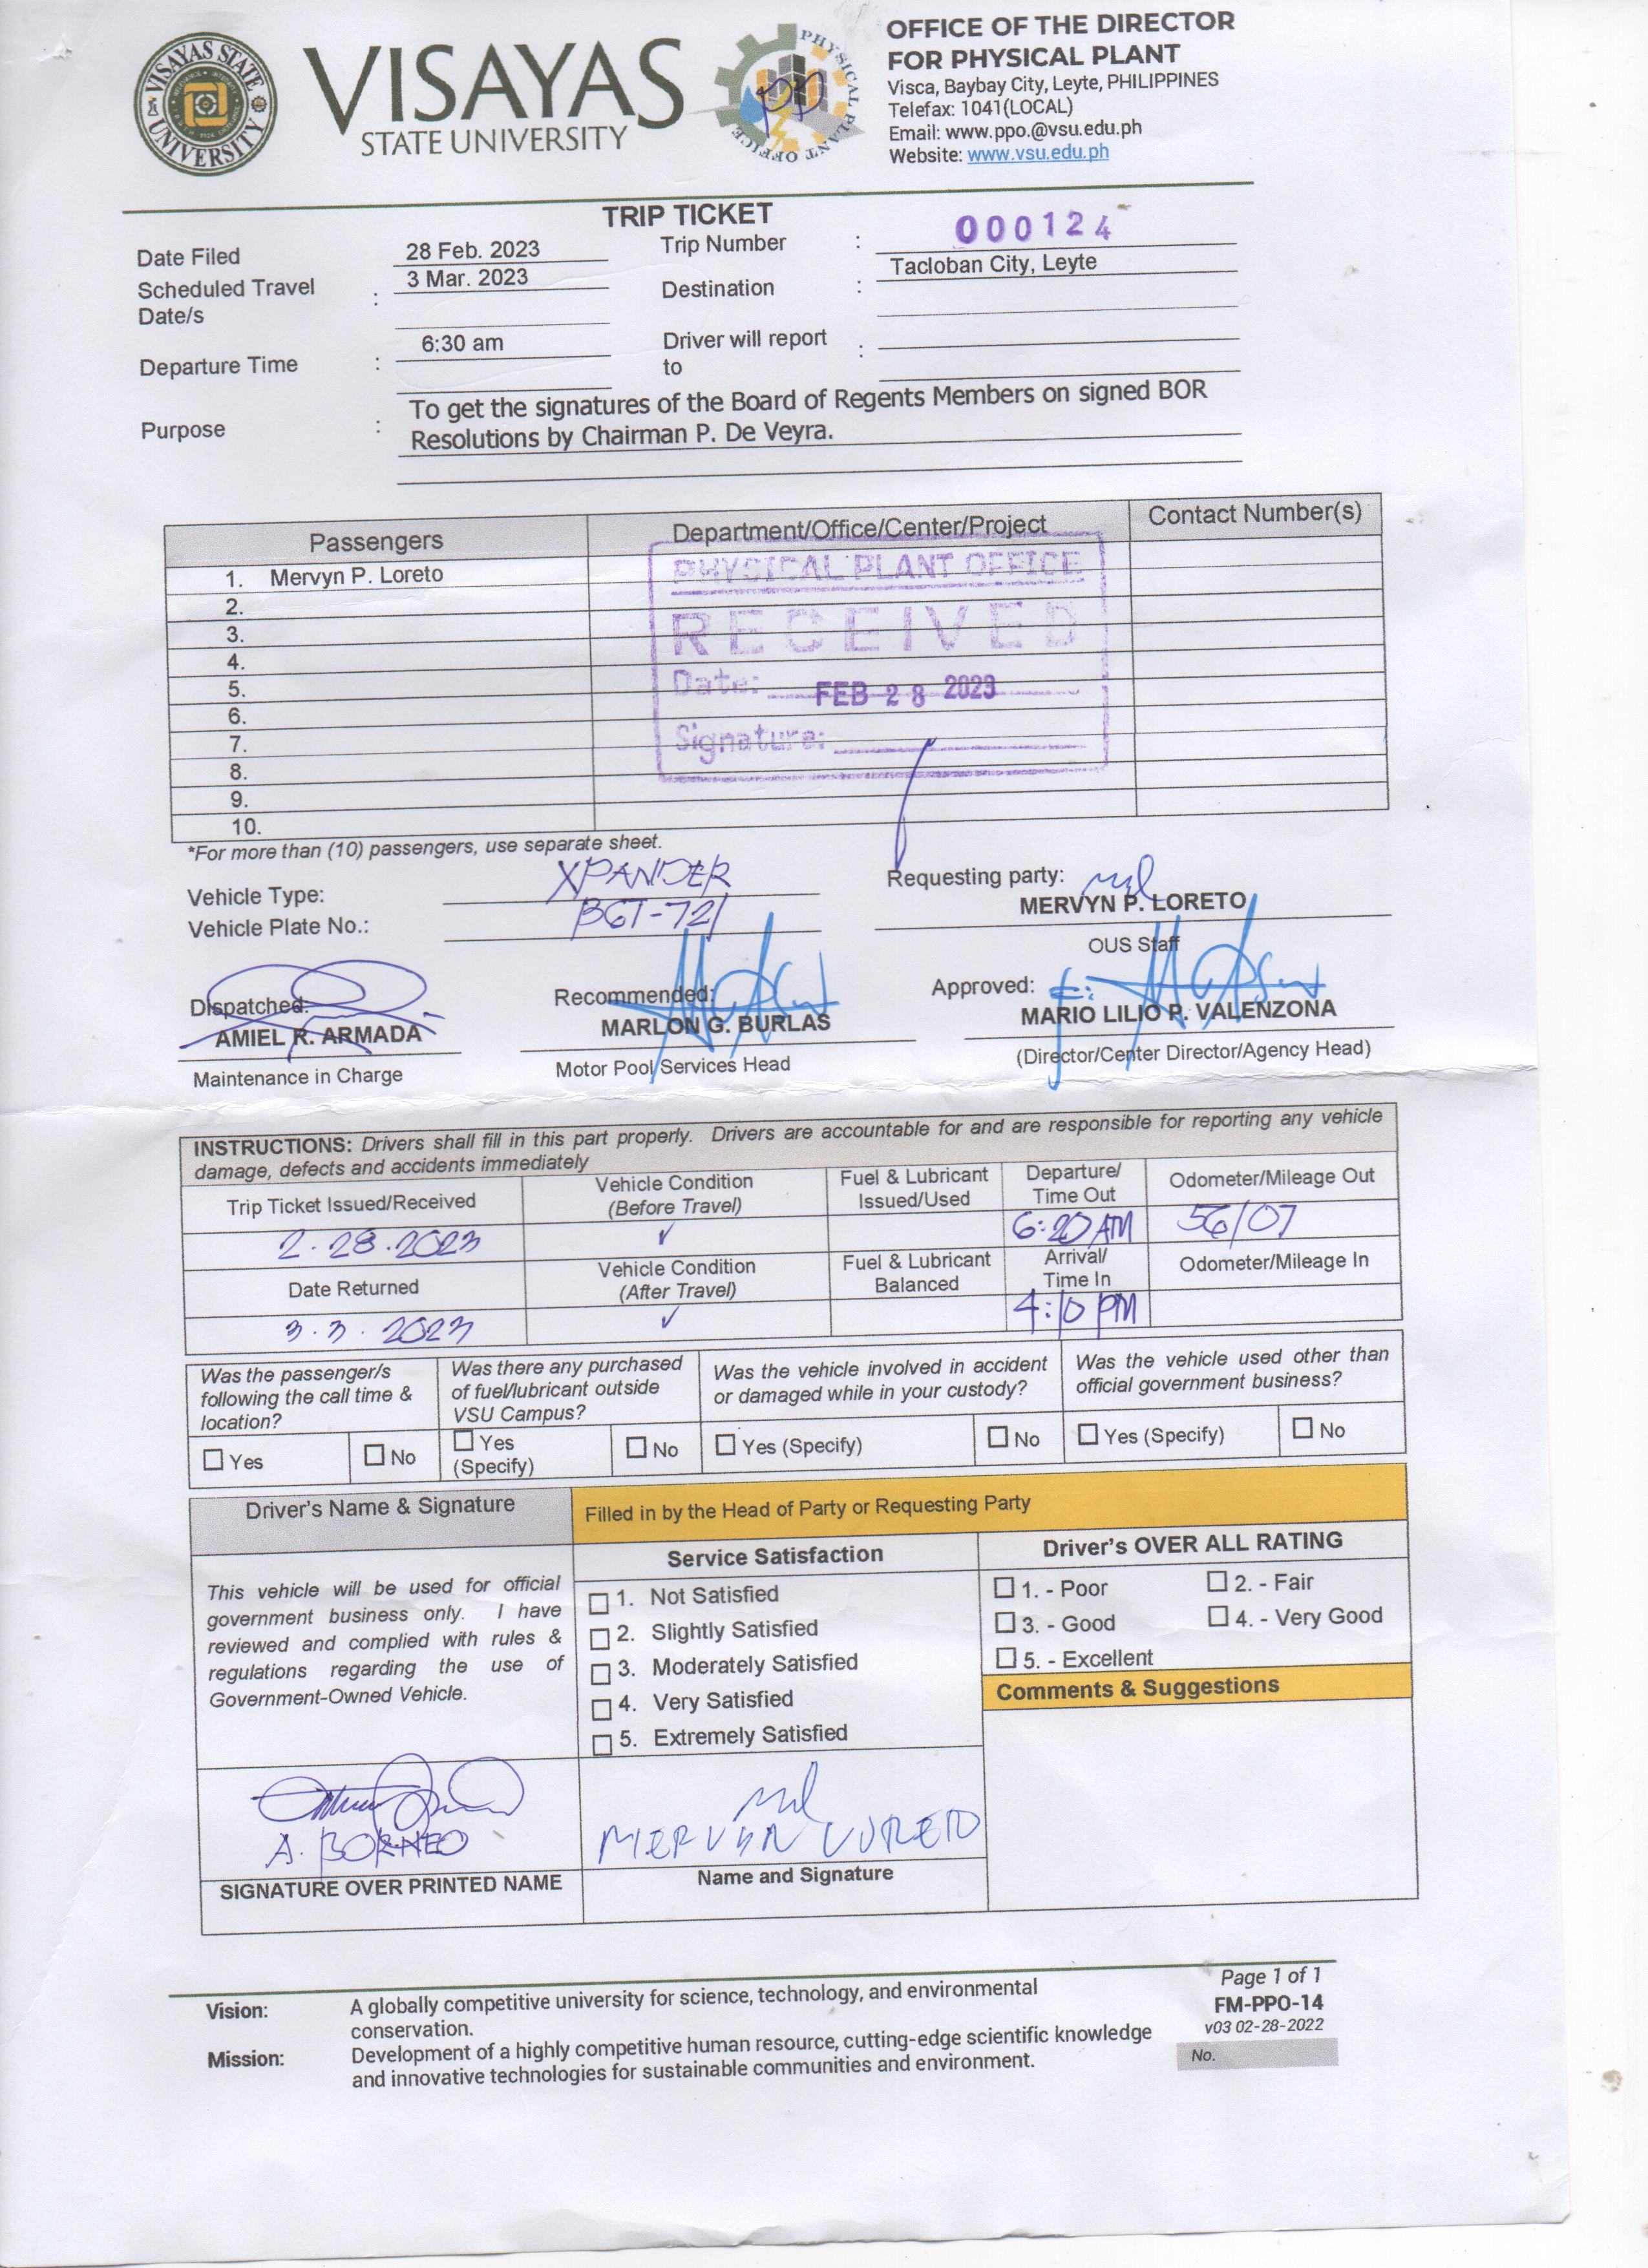 VISAYAS STATE UNIVERSITY
VISAYAS
STATE UNIVERSITY
PHYSICAL PLANT OFFICE
OFFICE OF THE DIRECTOR
FOR PHYSICAL PLANT
Visca, Baybay City, Leyte, PHILIPPINES
Telefax: 1041(LOCAL)
Email: www.ppo.@vsu.edu.ph
Website: www.vsu.edu.ph
TRIP TICKET
Date Filed 28 Feb. 2023 Trip Number : 000124
Scheduled Travel Date/s : 3 Mar. 2023 Destination : Tacloban City, Leyte
Departure Time : 6:30 am Driver will report to :
Purpose : To get the signatures of the Board of Regents Members on signed BOR
Resolutions by Chairman P. De Veyra.
Passengers Department/Office/Center/Project Contact Number(s)
1. Mervyn P. Loreto
2.
3.
4.
5.
6.
7.
8.
9.
10.
PHYSICAL PLANT OFFICE
RECEIVED
Date: FEB 28 2023
Signature:
*For more than (10) passengers, use separate sheet.
Vehicle Type: XPANDER
Vehicle Plate No.:
Requesting party:
MERVYN P. LORETO
OUS Staff
Dispatched:
AMIEL R. ARMADA
Maintenance in Charge
Recommended:
MARLON G. BURLAS
Motor Pool Services Head
Approved:
MARIO LILIO P. VALENZONA
(Director/Center Director/Agency Head)
INSTRUCTIONS: Drivers shall fill in this part properly. Drivers are accountable for and are responsible for reporting any vehicle
damage, defects and accidents immediately
Trip Ticket Issued/Received Vehicle Condition (Before Travel) Fuel & Lubricant Issued/Used Departure/ Time Out Odometer/Mileage Out
2.28.2023 ✓ 6:20 AM
Date Returned Vehicle Condition (After Travel) Fuel & Lubricant Balanced Arrival/ Time In Odometer/Mileage In
3.3.2023 ✓ 4:10 PM
Was the passenger/s following the call time & location?
Was there any purchased of fuel/lubricant outside VSU Campus?
Was the vehicle involved in accident or damaged while in your custody?
Was the vehicle used other than official government business?
☐ Yes ☐ No ☐ Yes (Specify) ☐ No ☐ Yes (Specify) ☐ No ☐ Yes (Specify) ☐ No
Driver's Name & Signature
Filled in by the Head of Party or Requesting Party
This vehicle will be used for official
government business only. I have
reviewed and complied with rules &
regulations regarding the use of
Government-Owned Vehicle.
Service Satisfaction
☐ 1. Not Satisfied
☐ 2. Slightly Satisfied
☐ 3. Moderately Satisfied
☐ 4. Very Satisfied
☐ 5. Extremely Satisfied
Driver's OVER ALL RATING
☐ 1. - Poor ☐ 2. - Fair
☐ 3. - Good ☐ 4. - Very Good
☐ 5. - Excellent
Comments & Suggestions
A. BORNEO
SIGNATURE OVER PRINTED NAME
MERVYN LORETO
Name and Signature
Vision: A globally competitive university for science, technology, and environmental
conservation.
Mission: Development of a highly competitive human resource, cutting-edge scientific knowledge
and innovative technologies for sustainable communities and environment.
Page 1 of 1
FM-PPO-14
v03 02-28-2022
No.